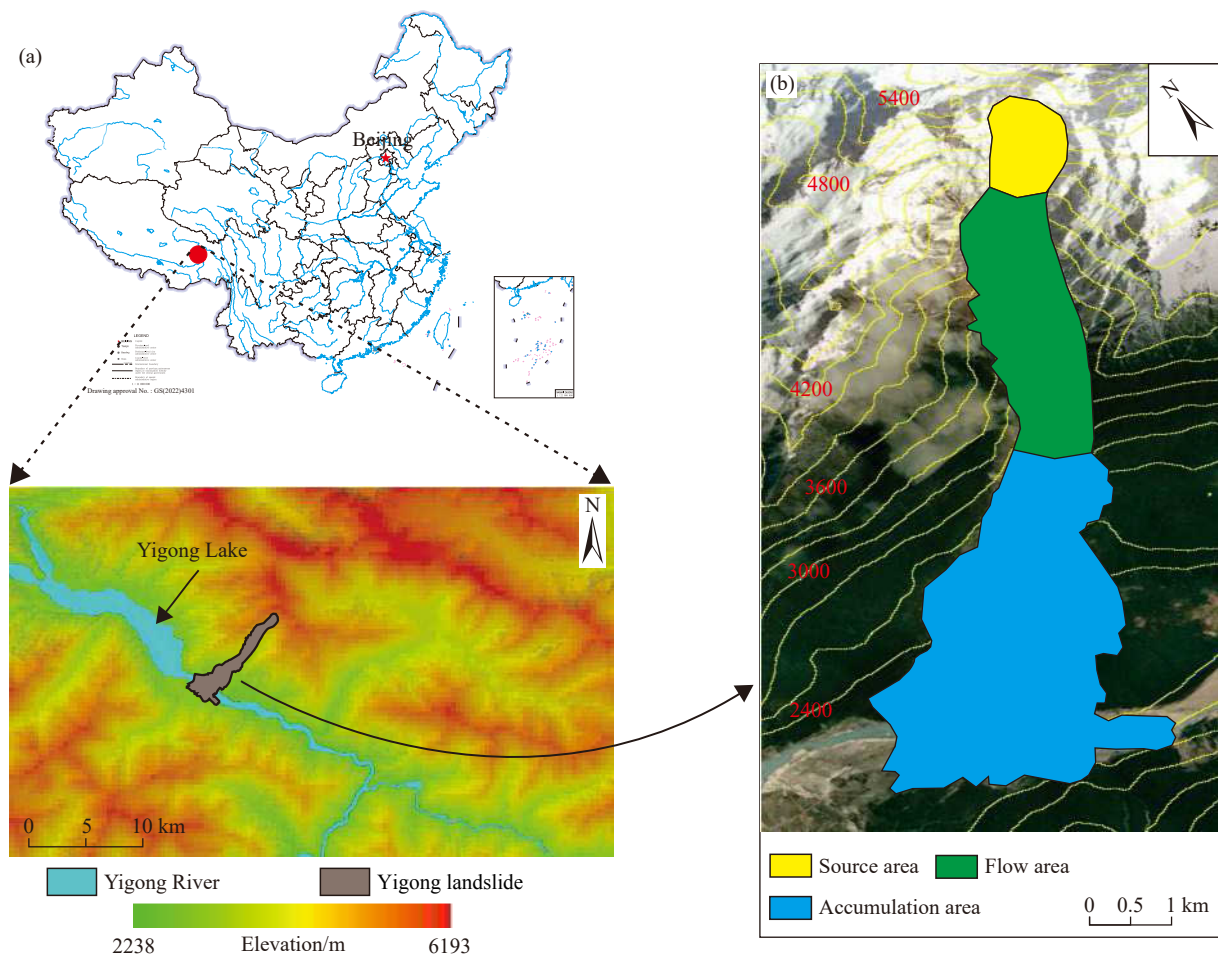 (a)
Beijing
LEGEND
Drawing approval No. : GS(2022)4301
N
Yigong Lake
0 5 10 km
Yigong River
Yigong landslide
2238 Elevation/m 6193
(b)
N
5400
4800
4200
3600
3000
2400
Source area
Flow area
Accumulation area
0 0.5 1 km